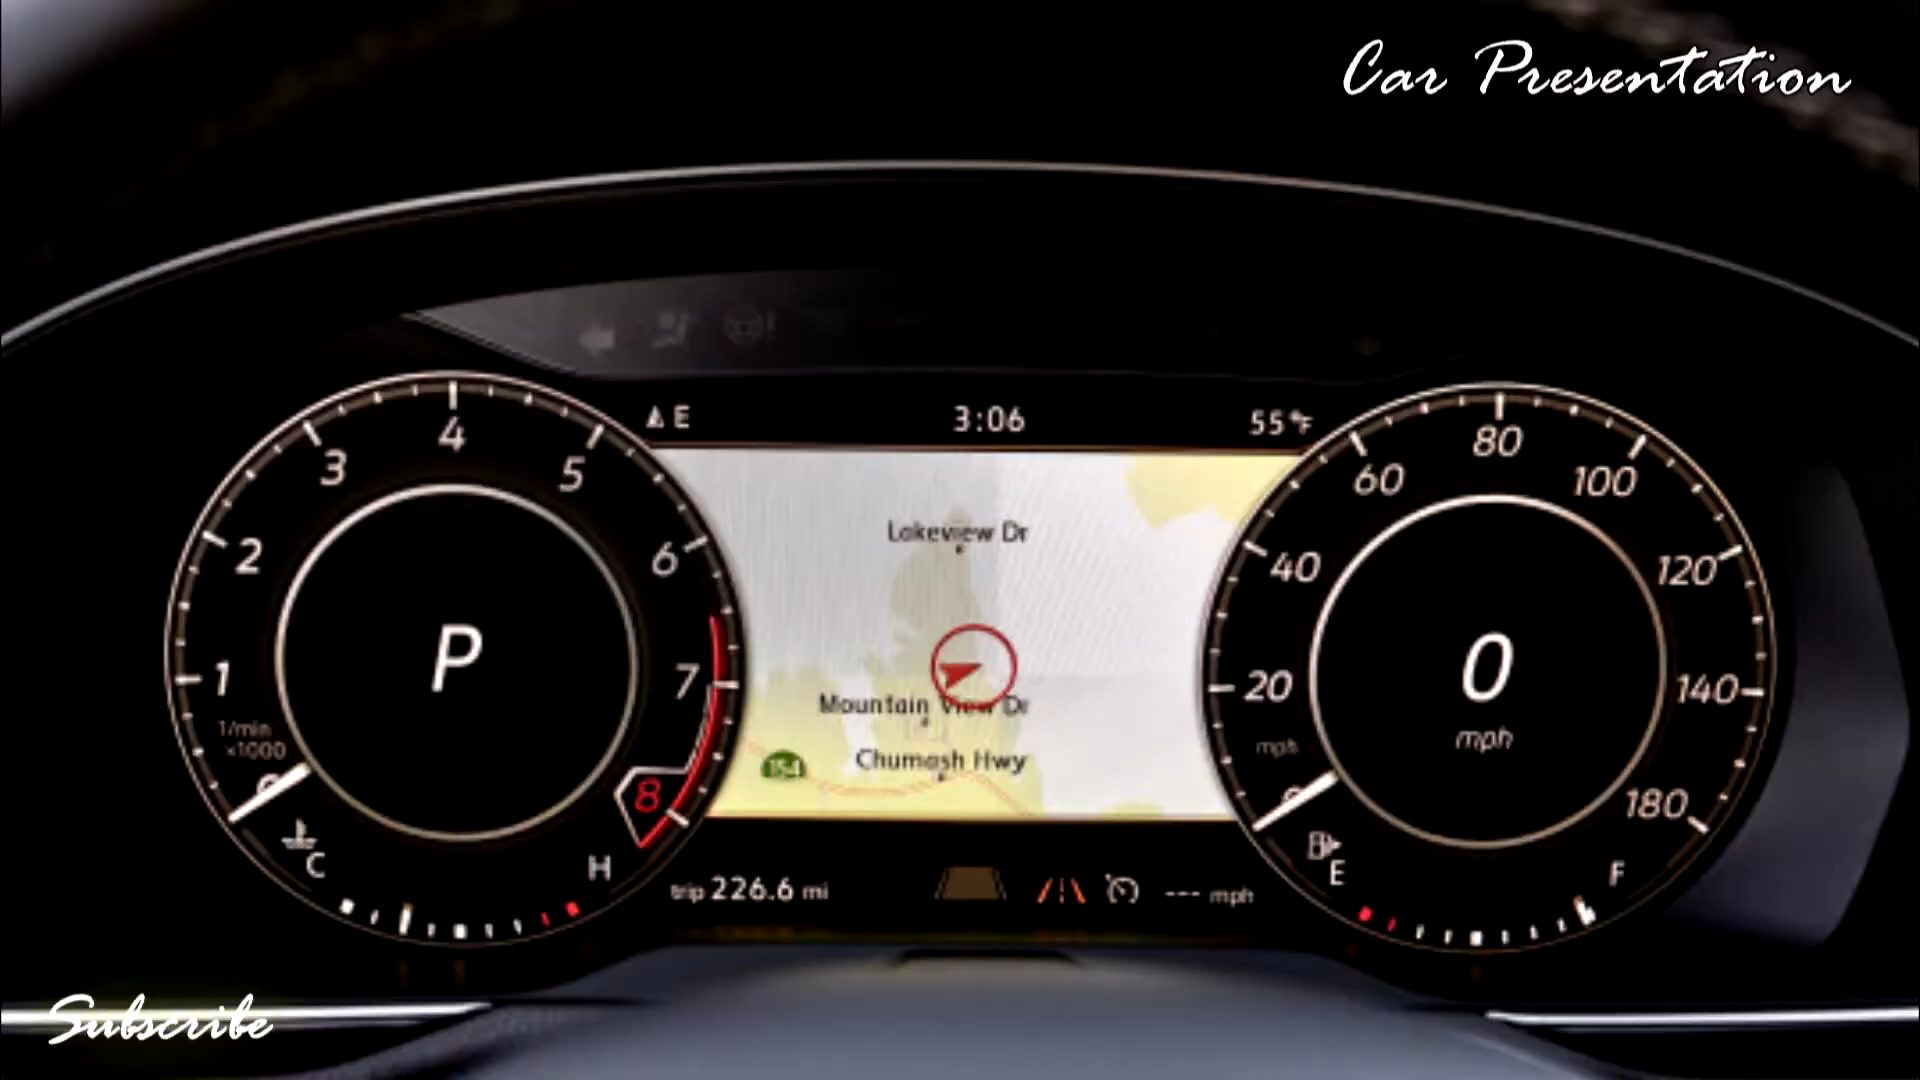 Car Presentation
E 3:06 55°F
4
3 5
2 6
1 7
1/min
x1000
8
P
C H
Lakeview Dr
Mountain View Dr
Chumash Hwy
154
80
60 100
40 120
20 140
mph
180
0
mph
E F
trip 226.6 mi
--- mph
Subscribe